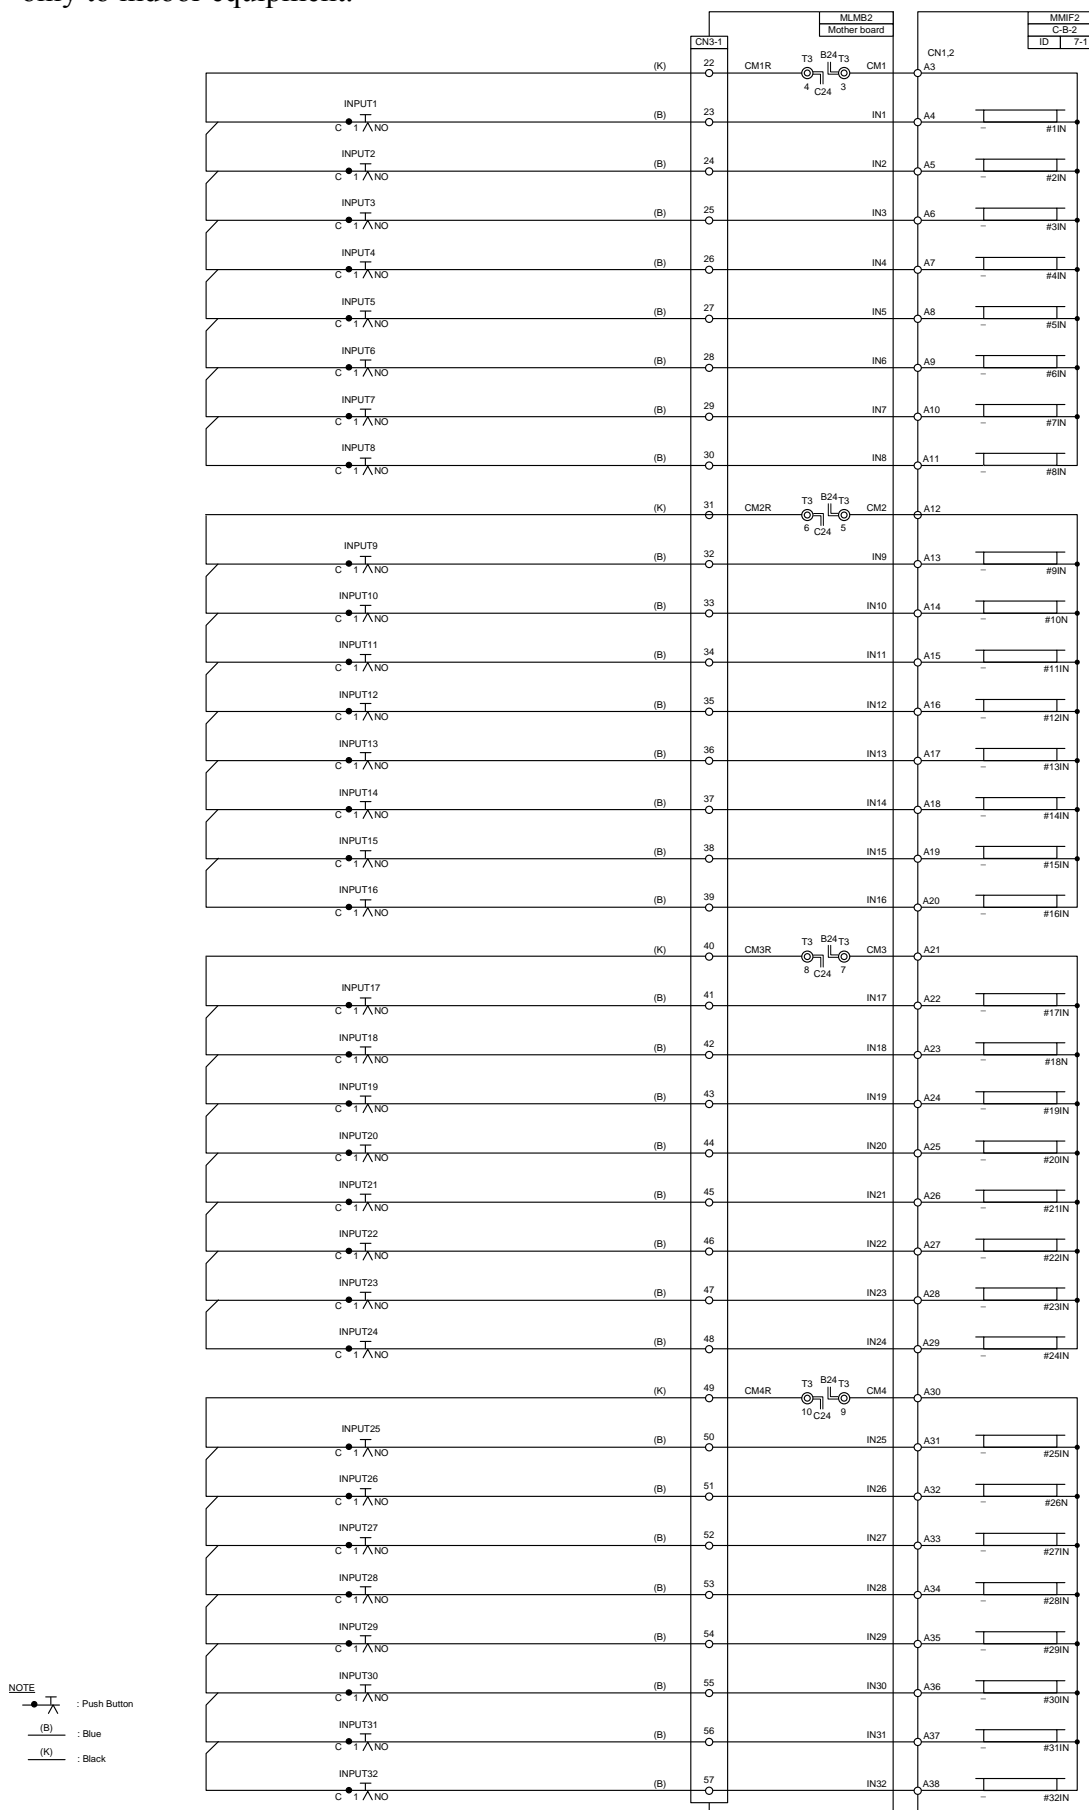 only to indoor equipment.
MLMB2
Mother board
MMIF2
C-B-2
ID 7-1
CN3-1
CN1,2
(K) 22 CM1R T3 4 B24 C24 T3 3 CM1 A3
INPUT1
C 1 NO (B) 23 IN1 A4 – #1IN
INPUT2
C 1 NO (B) 24 IN2 A5 – #2IN
INPUT3
C 1 NO (B) 25 IN3 A6 – #3IN
INPUT4
C 1 NO (B) 26 IN4 A7 – #4IN
INPUT5
C 1 NO (B) 27 IN5 A8 – #5IN
INPUT6
C 1 NO (B) 28 IN6 A9 – #6IN
INPUT7
C 1 NO (B) 29 IN7 A10 – #7IN
INPUT8
C 1 NO (B) 30 IN8 A11 – #8IN
(K) 31 CM2R T3 6 B24 C24 T3 5 CM2 A12
INPUT9
C 1 NO (B) 32 IN9 A13 – #9IN
INPUT10
C 1 NO (B) 33 IN10 A14 – #10N
INPUT11
C 1 NO (B) 34 IN11 A15 – #11IN
INPUT12
C 1 NO (B) 35 IN12 A16 – #12IN
INPUT13
C 1 NO (B) 36 IN13 A17 – #13IN
INPUT14
C 1 NO (B) 37 IN14 A18 – #14IN
INPUT15
C 1 NO (B) 38 IN15 A19 – #15IN
INPUT16
C 1 NO (B) 39 IN16 A20 – #16IN
(K) 40 CM3R T3 8 B24 C24 T3 7 CM3 A21
INPUT17
C 1 NO (B) 41 IN17 A22 – #17IN
INPUT18
C 1 NO (B) 42 IN18 A23 – #18N
INPUT19
C 1 NO (B) 43 IN19 A24 – #19IN
INPUT20
C 1 NO (B) 44 IN20 A25 – #20IN
INPUT21
C 1 NO (B) 45 IN21 A26 – #21IN
INPUT22
C 1 NO (B) 46 IN22 A27 – #22IN
INPUT23
C 1 NO (B) 47 IN23 A28 – #23IN
INPUT24
C 1 NO (B) 48 IN24 A29 – #24IN
(K) 49 CM4R T3 10 B24 C24 T3 9 CM4 A30
INPUT25
C 1 NO (B) 50 IN25 A31 – #25IN
INPUT26
C 1 NO (B) 51 IN26 A32 – #26N
INPUT27
C 1 NO (B) 52 IN27 A33 – #27IN
INPUT28
C 1 NO (B) 53 IN28 A34 – #28IN
INPUT29
C 1 NO (B) 54 IN29 A35 – #29IN
INPUT30
C 1 NO (B) 55 IN30 A36 – #30IN
INPUT31
C 1 NO (B) 56 IN31 A37 – #31IN
INPUT32
C 1 NO (B) 57 IN32 A38 – #32IN
NOTE
: Push Button
(B) : Blue
(K) : Black